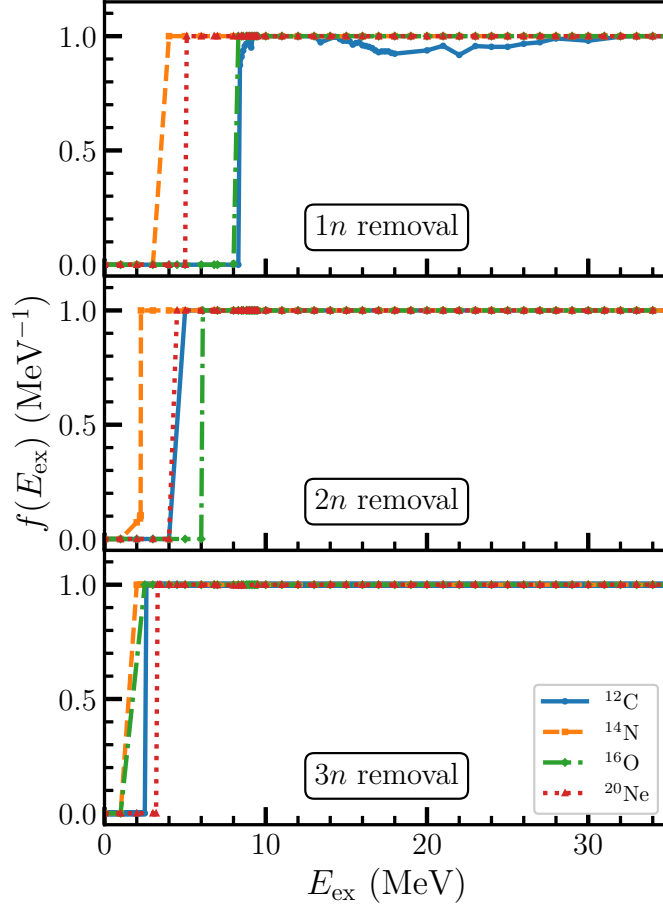 1.0
0.5
0.0
1n removal
1.0
0.5
0.0
2n removal
f(E_ex) (MeV⁻¹)
1.0
0.5
0.0
3n removal
¹²C
¹⁴N
¹⁶O
²⁰Ne
0 10 20 30
E_ex (MeV)